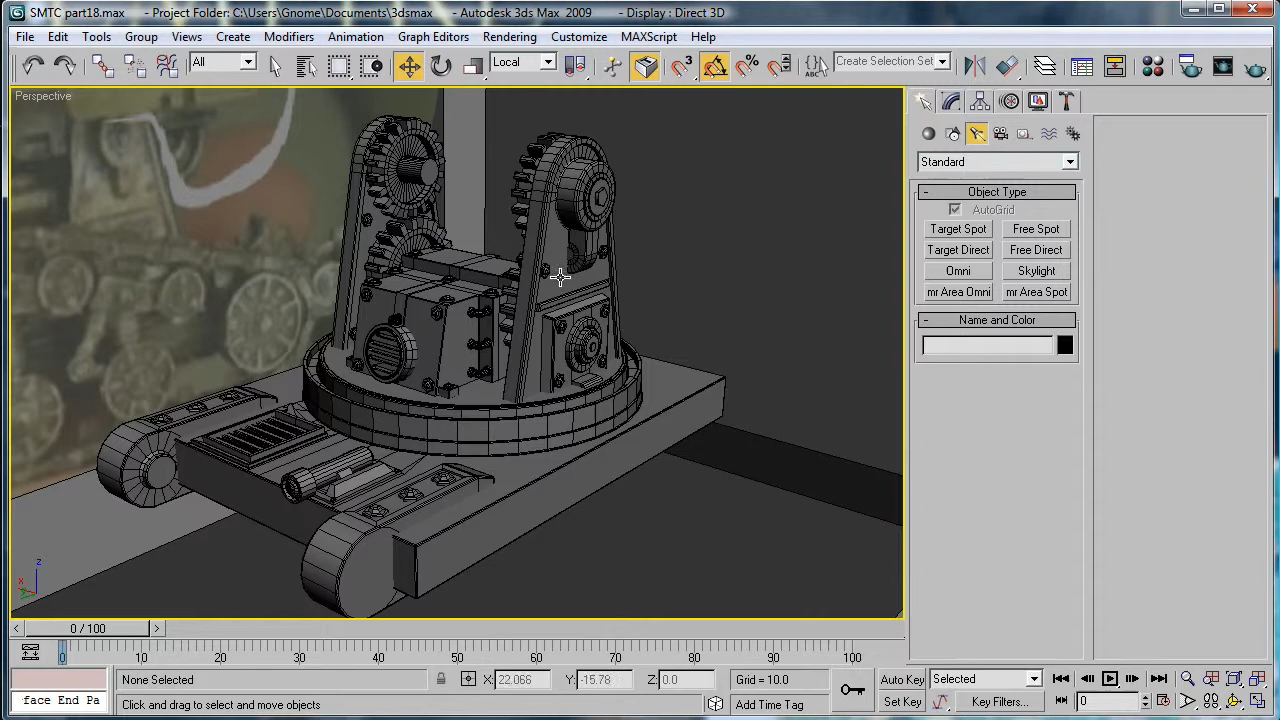 SMTC part18.max - Project Folder: C:\Users\Gnome\Documents\3dsmax - Autodesk 3ds Max 2009 - Display : Direct 3D
File Edit Tools Group Views Create Modifiers Animation Graph Editors Rendering Customize MAXScript Help
All Local Create Selection Set
Perspective
Standard
- Object Type
AutoGrid
Target Spot Free Spot
Target Direct Free Direct
Omni Skylight
mr Area Omni mr Area Spot
- Name and Color
z
x
< 0 / 100 >
0 10 20 30 40 50 60 70 80 90 100
None Selected X: 22.066 Y: -15.78 Z: 0.0 Grid = 10.0 Auto Key Selected
face End Pa Click and drag to select and move objects Add Time Tag Set Key Key Filters... 0